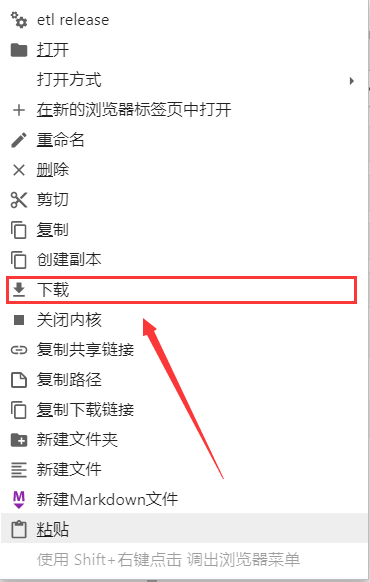 etl release
打开
打开方式
在新的浏览器标签页中打开
重命名
删除
剪切
复制
创建副本
下载
关闭内核
复制共享链接
复制路径
复制下载链接
新建文件夹
新建文件
新建Markdown文件
粘贴
使用 Shift+右键点击 调出浏览器菜单